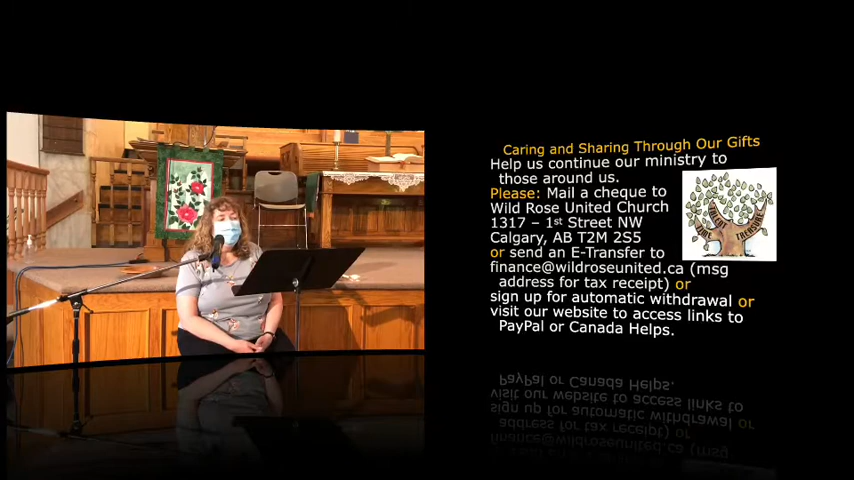 Caring and Sharing Through Our Gifts
Help us continue our ministry to
those around us.
Please: Mail a cheque to
Wild Rose United Church
1317 – 1st Street NW
Calgary, AB T2M 2S5
or send an E-Transfer to
finance@wildroseunited.ca (msg
address for tax receipt) or
sign up for automatic withdrawal or
visit our website to access links to
PayPal or Canada Helps.
TIME TALENT TREASURE